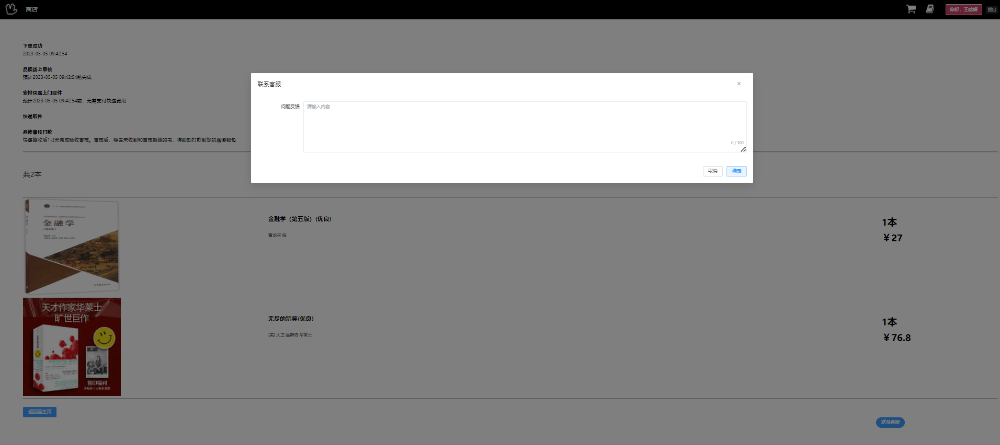 商店
登出
下单成功
2023-05-05 09:42:54
品读线上审核
预计2023-05-05 09:42:54前完成
安排快递上门取件
预计2023-05-05 09:42:54前，无需支付快递费用
快递取件
品读审核打款
快递签收后1-3天完成验收审核。审核后，除去未收到和审核拒绝的书，将即刻打款到您的品读钱包
联系客服
×
问题反馈
请输入内容
0 / 300
取消
确定
共2本
金融学
金融学（第五版）(优良)
曹龙骐 编
1本
￥27
天才作家华莱士
旷世巨作
无尽的玩笑
首印福利
无尽的玩笑(优良)
[美] 大卫·福斯特·华莱士
1本
￥76.8
返回至主页
联系客服